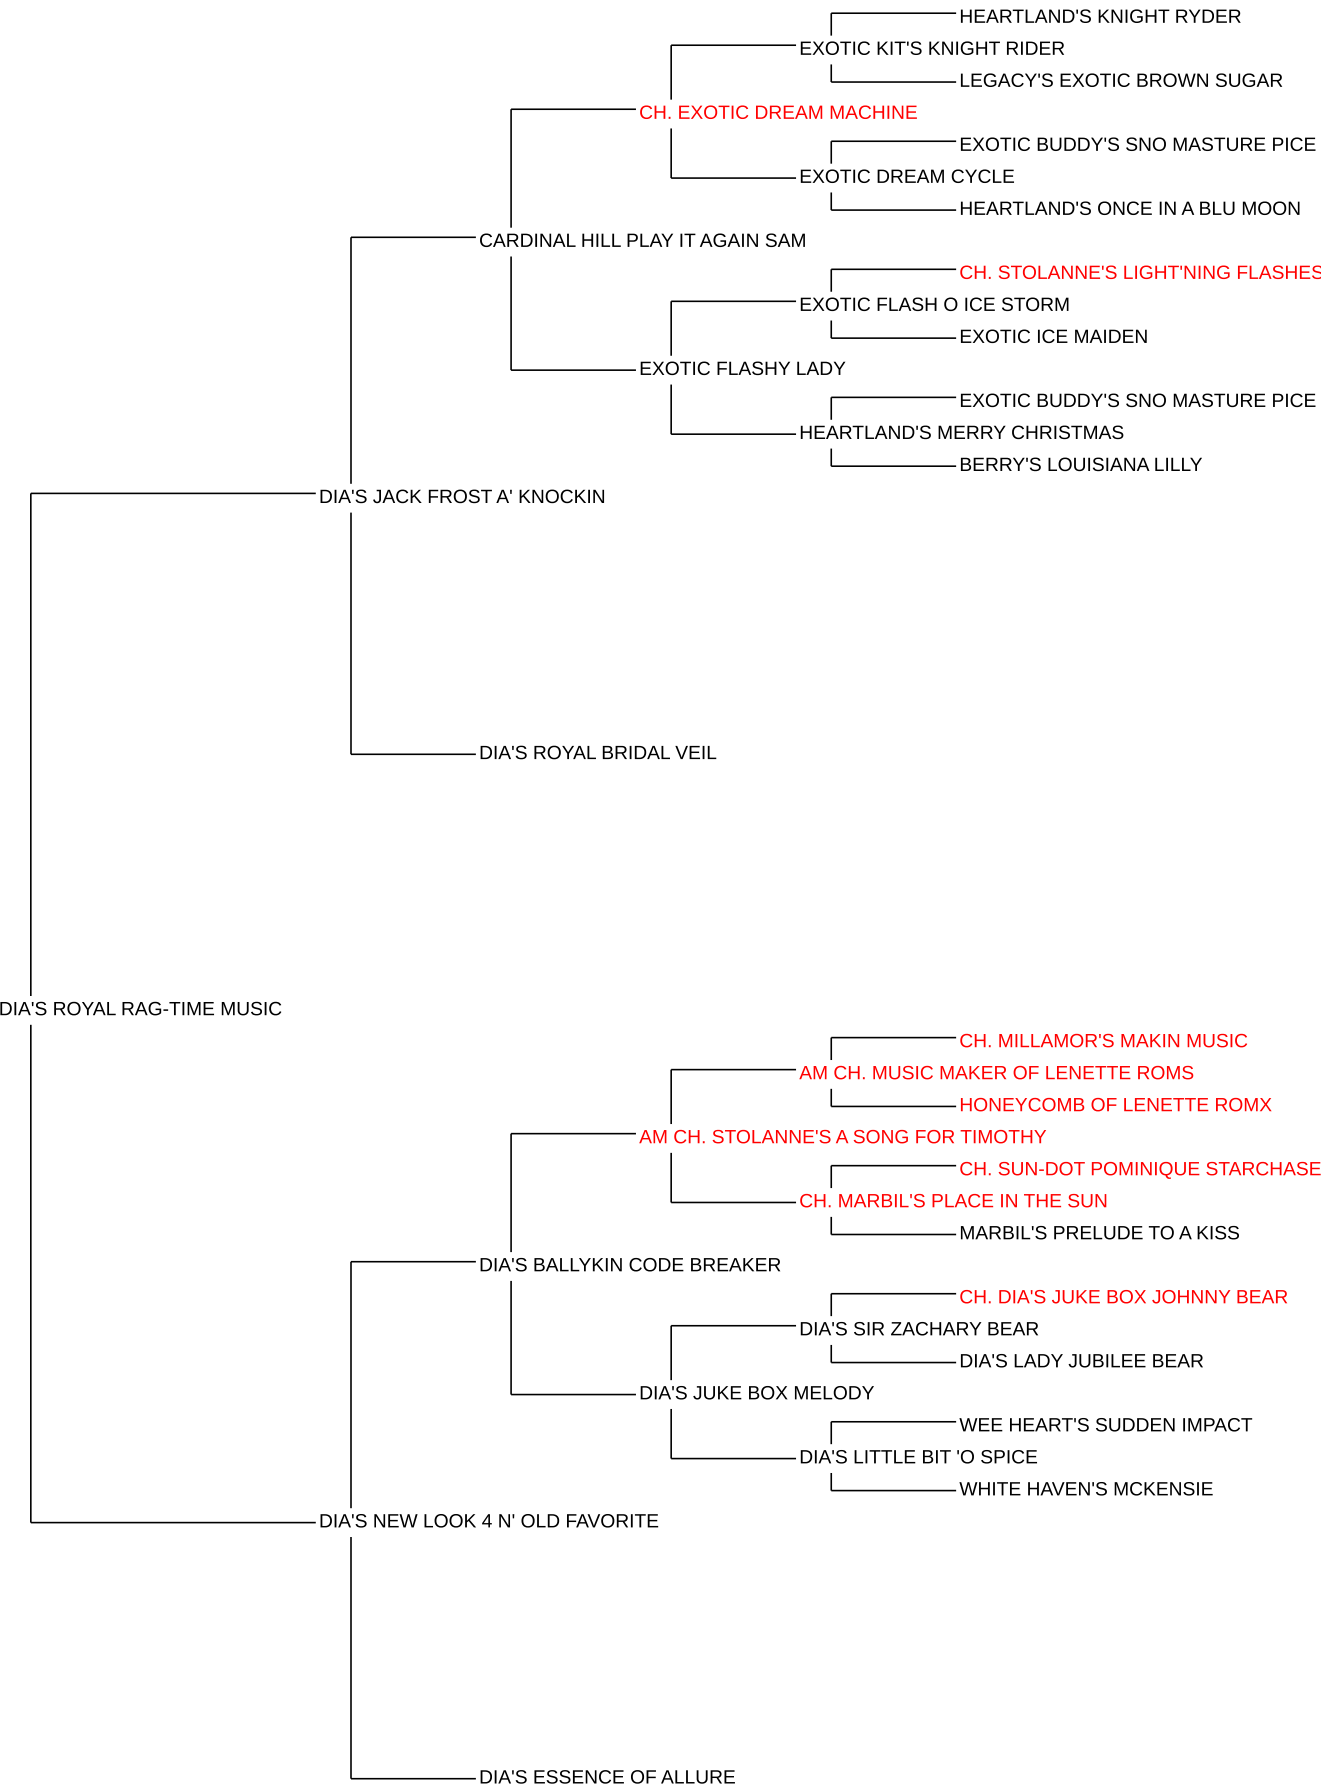 HEARTLAND'S KNIGHT RYDER
EXOTIC KIT'S KNIGHT RIDER
LEGACY'S EXOTIC BROWN SUGAR
CH. EXOTIC DREAM MACHINE
EXOTIC BUDDY'S SNO MASTURE PICE
EXOTIC DREAM CYCLE
HEARTLAND'S ONCE IN A BLU MOON
CARDINAL HILL PLAY IT AGAIN SAM
CH. STOLANNE'S LIGHT'NING FLASHES
EXOTIC FLASH O ICE STORM
EXOTIC ICE MAIDEN
EXOTIC FLASHY LADY
EXOTIC BUDDY'S SNO MASTURE PICE
HEARTLAND'S MERRY CHRISTMAS
BERRY'S LOUISIANA LILLY
DIA'S JACK FROST A' KNOCKIN
DIA'S ROYAL BRIDAL VEIL
DIA'S ROYAL RAG-TIME MUSIC
CH. MILLAMOR'S MAKIN MUSIC
AM CH. MUSIC MAKER OF LENETTE ROMS
HONEYCOMB OF LENETTE ROMX
AM CH. STOLANNE'S A SONG FOR TIMOTHY
CH. SUN-DOT POMINIQUE STARCHASE
CH. MARBIL'S PLACE IN THE SUN
MARBIL'S PRELUDE TO A KISS
DIA'S BALLYKIN CODE BREAKER
CH. DIA'S JUKE BOX JOHNNY BEAR
DIA'S SIR ZACHARY BEAR
DIA'S LADY JUBILEE BEAR
DIA'S JUKE BOX MELODY
WEE HEART'S SUDDEN IMPACT
DIA'S LITTLE BIT 'O SPICE
WHITE HAVEN'S MCKENSIE
DIA'S NEW LOOK 4 N' OLD FAVORITE
DIA'S ESSENCE OF ALLURE